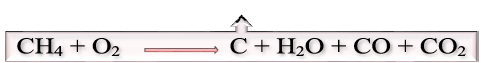 CH₄ + O₂ ⟶ C + H₂O + CO + CO₂